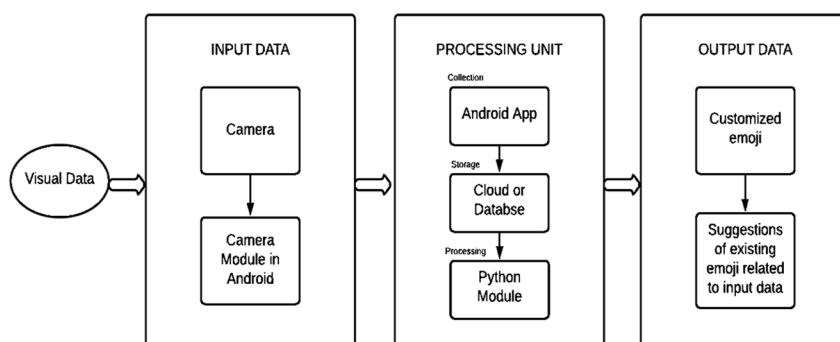 Visual Data
INPUT DATA
Camera
Camera
Module in
Android
PROCESSING UNIT
Collection
Android App
Storage
Cloud or
Databse
Processing
Python
Module
OUTPUT DATA
Customized
emoji
Suggestions
of existing
emoji related
to input data